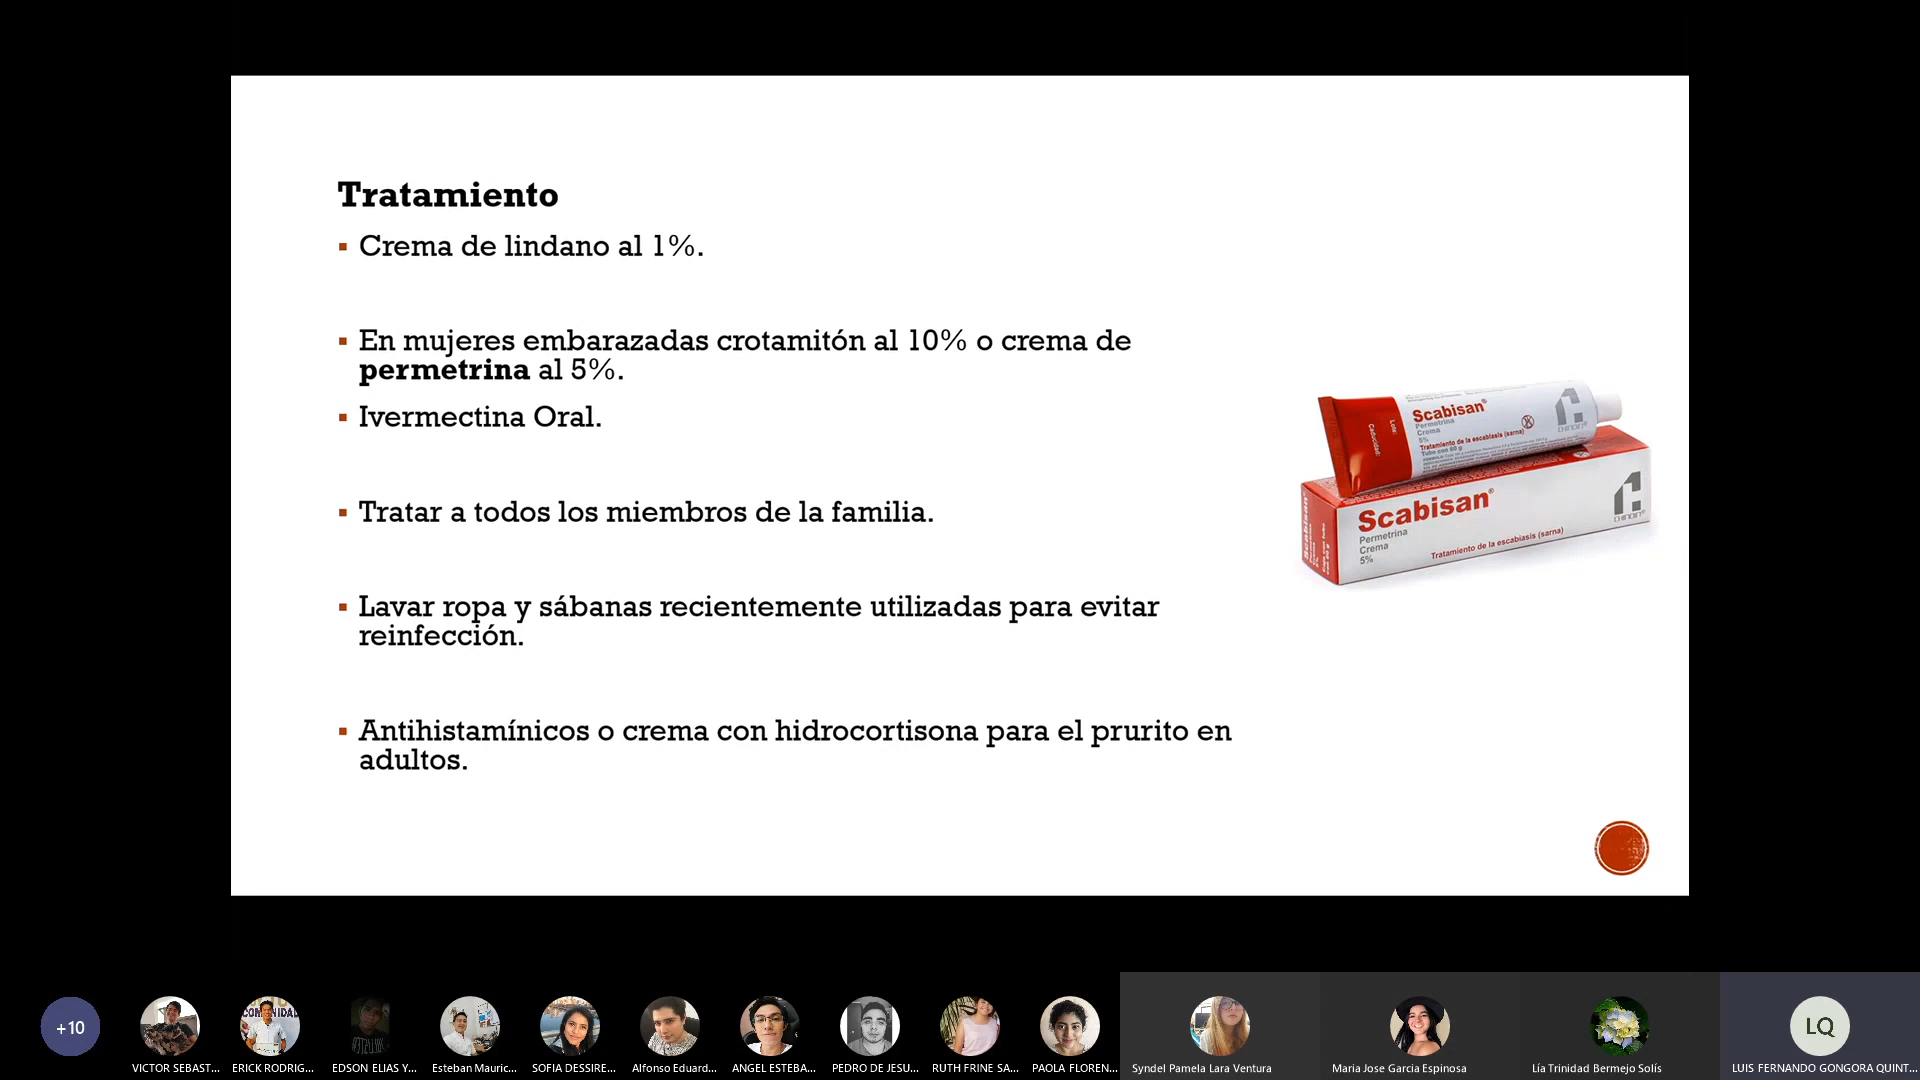 Tratamiento
Crema de lindano al 1%.
En mujeres embarazadas crotamitón al 10% o crema de
permetrina al 5%.
Ivermectina Oral.
Tratar a todos los miembros de la familia.
Lavar ropa y sábanas recientemente utilizadas para evitar
reinfección.
Antihistamínicos o crema con hidrocortisona para el prurito en
adultos.
Lote:
Caducidad:
Scabisan®
Permetrina
Crema
5%
Tratamiento de la escabiasis (sarna)
Tubo con 60 g
CHINOIN®
Scabisan®
Permetrina
Crema
5%
Tratamiento de la escabiasis (sarna)
CHINOIN®
Scabisan®
+10
VICTOR SEBAST...
ERICK RODRIG...
EDSON ELIAS Y...
Esteban Mauric...
SOFIA DESSIRE...
Alfonso Eduard...
ANGEL ESTEBA...
PEDRO DE JESU...
RUTH FRINE SA...
PAOLA FLOREN...
Syndel Pamela Lara Ventura
Maria Jose Garcia Espinosa
Lía Trinidad Bermejo Solís
LQ
LUIS FERNANDO GONGORA QUINT...